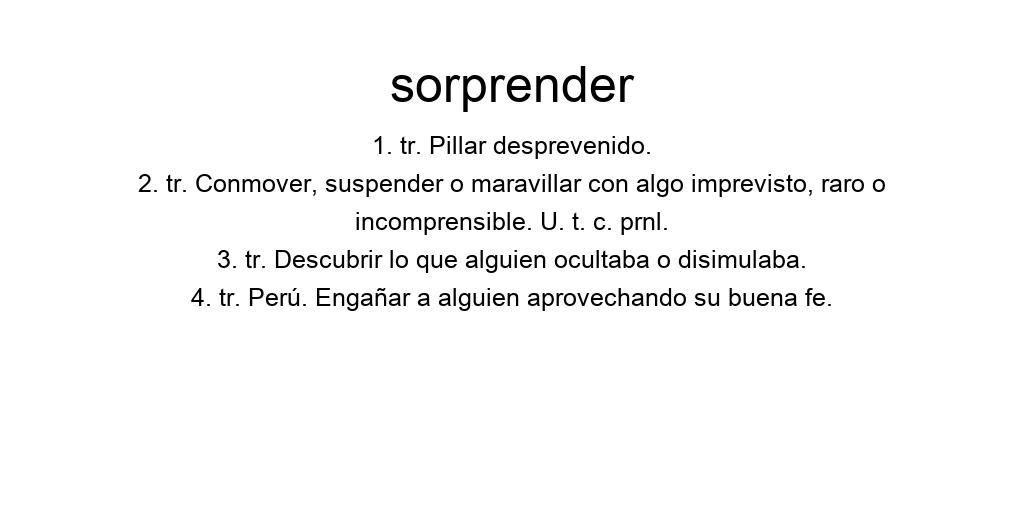 sorprender
1. tr. Pillar desprevenido.
2. tr. Conmover, suspender o maravillar con algo imprevisto, raro o
incomprensible. U. t. c. prnl.
3. tr. Descubrir lo que alguien ocultaba o disimulaba.
4. tr. Perú. Engañar a alguien aprovechando su buena fe.